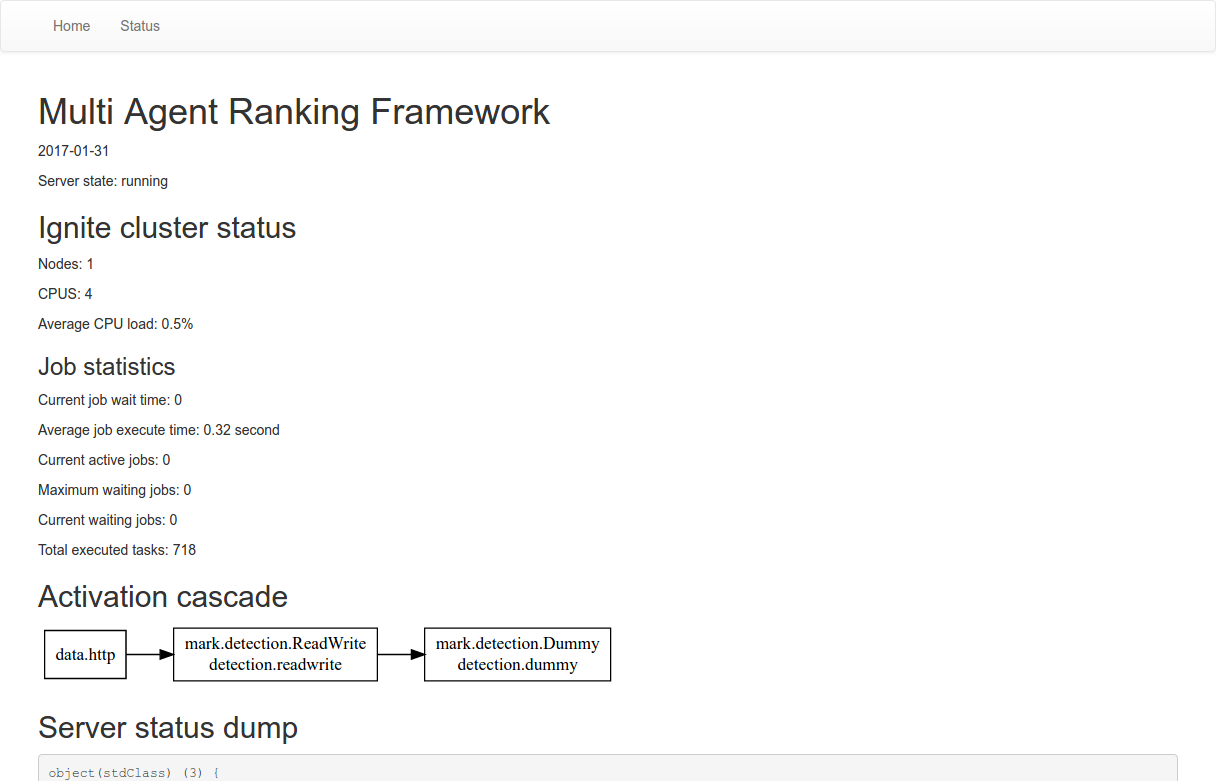 Home Status
Multi Agent Ranking Framework
2017-01-31
Server state: running
Ignite cluster status
Nodes: 1
CPUS: 4
Average CPU load: 0.5%
Job statistics
Current job wait time: 0
Average job execute time: 0.32 second
Current active jobs: 0
Maximum waiting jobs: 0
Current waiting jobs: 0
Total executed tasks: 718
Activation cascade
data.http
mark.detection.ReadWrite
detection.readwrite
mark.detection.Dummy
detection.dummy
Server status dump
object(stdClass) (3) {